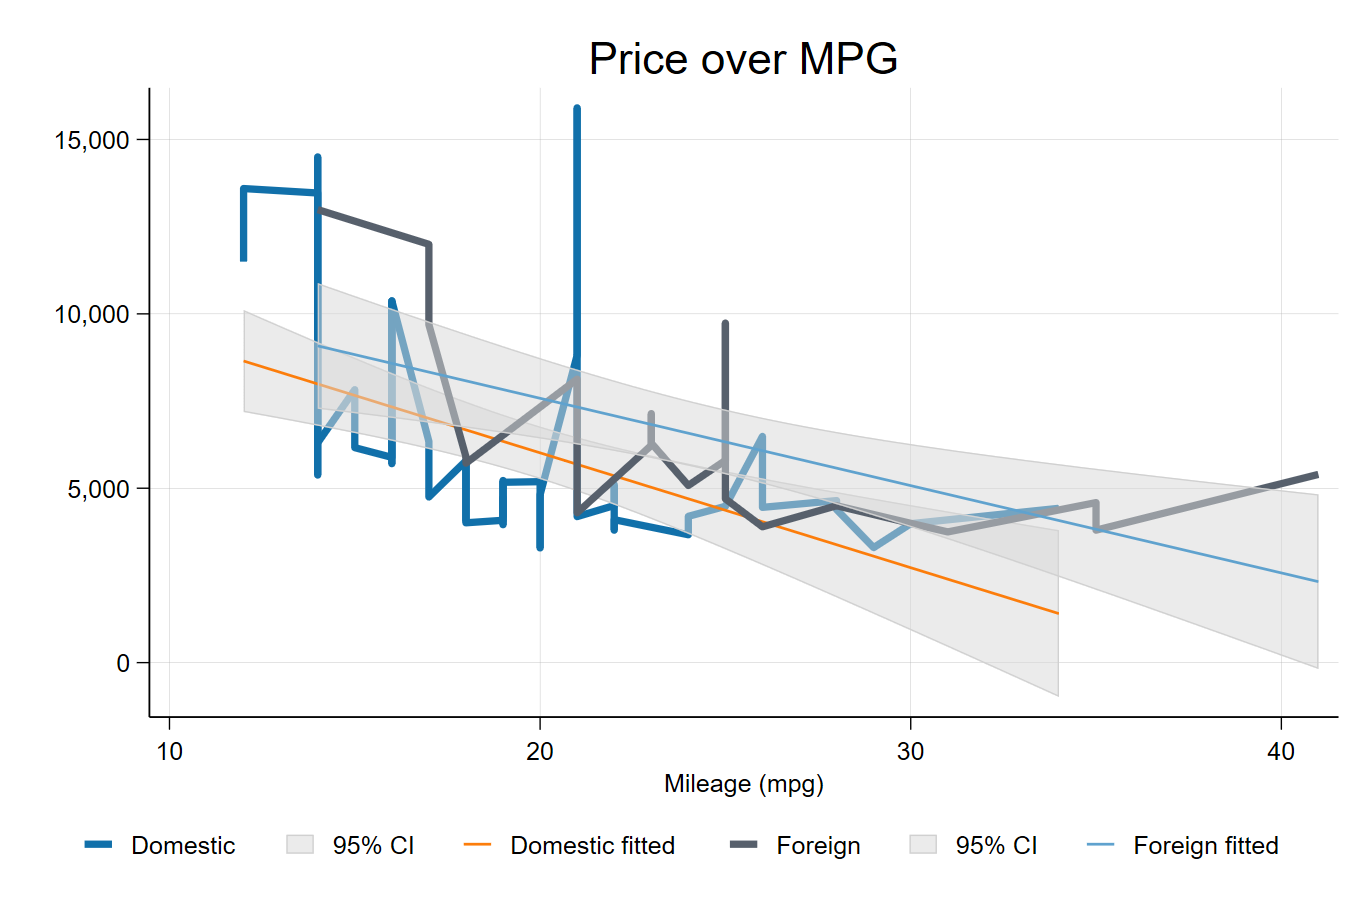 Price over MPG
15,000
10,000
5,000
0
10 20 30 40
Mileage (mpg)
Domestic 95% CI Domestic fitted Foreign 95% CI Foreign fitted